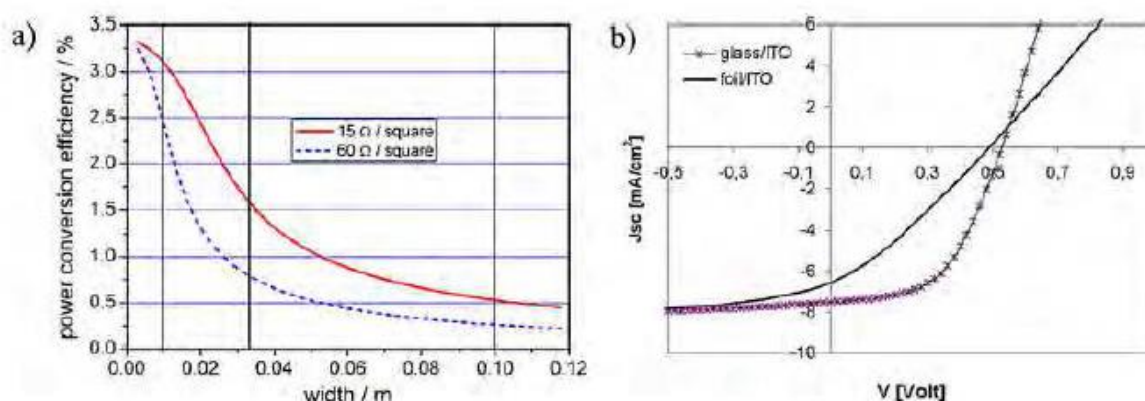 a)
3.5
3.0
2.5
2.0
1.5
1.0
0.5
0.0
power conversion efficiency / %
15 Ω / square
60 Ω / square
0.00 0.02 0.04 0.06 0.08 0.10 0.12
width / m
b)
glass/ITO
foil/ITO
6
4
2
0
-2
-4
-6
-8
-10
Jsc [mA/cm²]
-0,5 -0,3 -0,1 0,1 0,3 0,5 0,7 0,9
V [Volt]